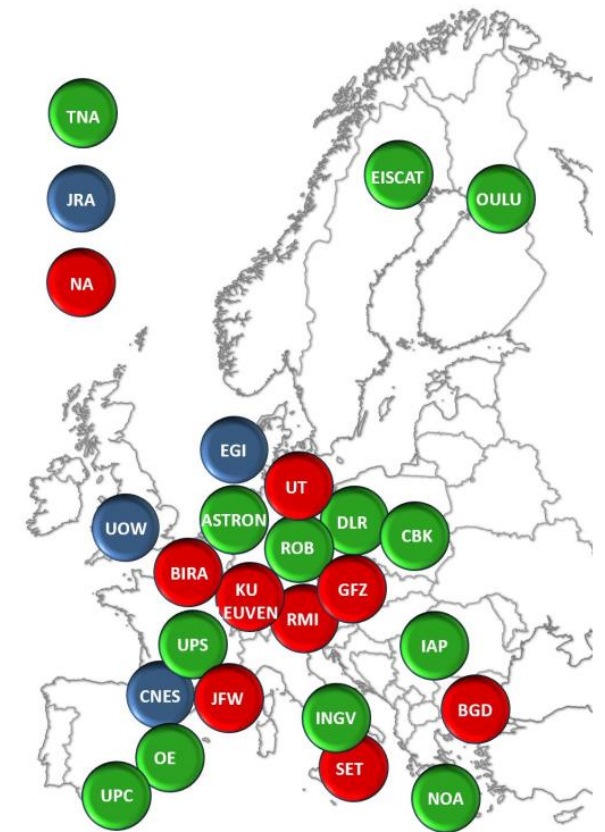 TNA
JRA
NA
EISCAT
OULU
EGI
UT
ASTRON
DLR
UOW
CBK
ROB
BIRA
KU
LEUVEN
GFZ
RMI
UPS
IAP
CNES
JFW
INGV
BGD
OE
SET
UPC
NOA